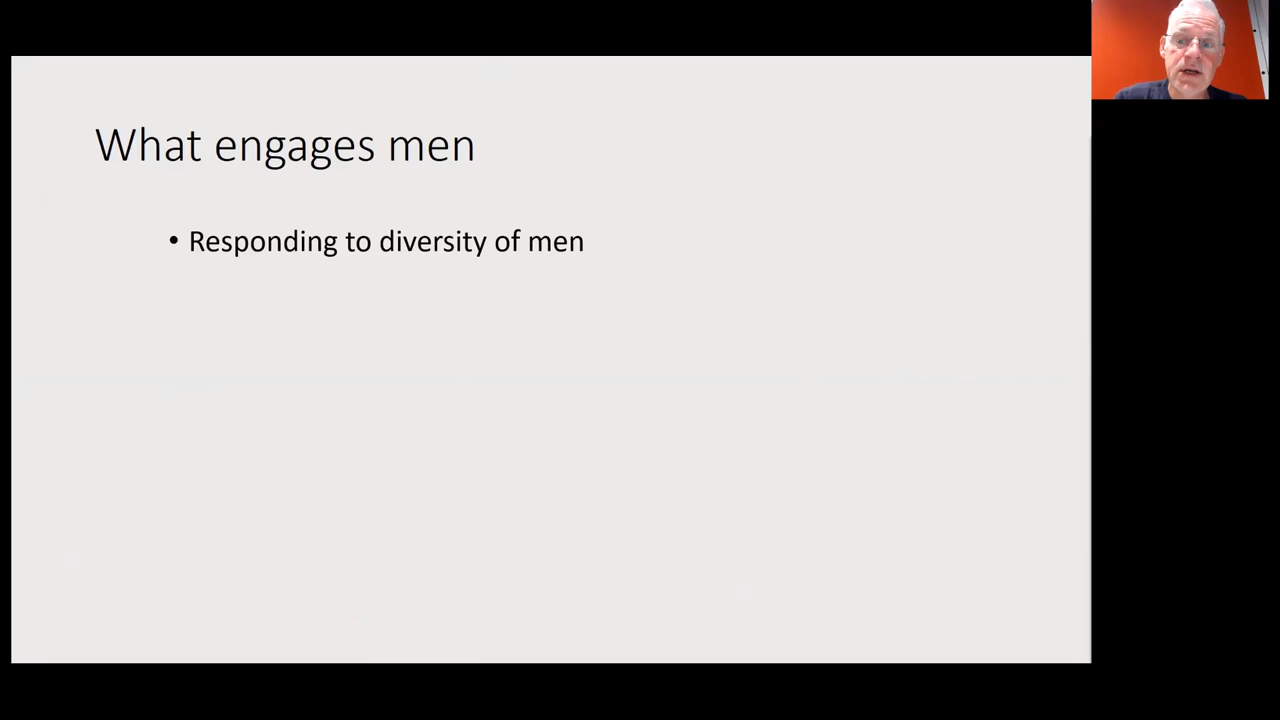 What engages men
• Responding to diversity of men